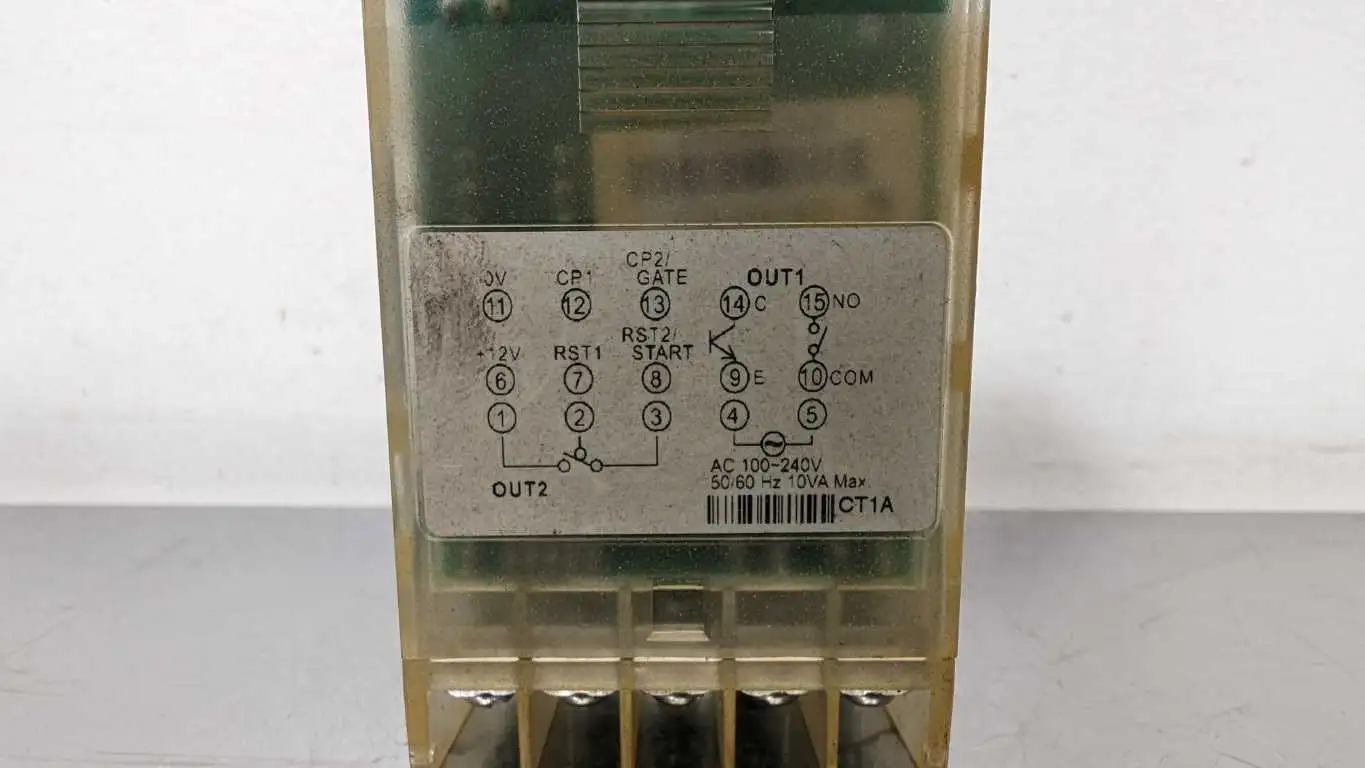 CP2/
0V CP1 GATE OUT1
11 12 13 14 C 15 NO
RST2/
+12V RST1 START
6 7 8 9 E 10 COM
1 2 3 4 5
AC 100~240V
50/60 Hz 10VA Max.
OUT2
CT1A